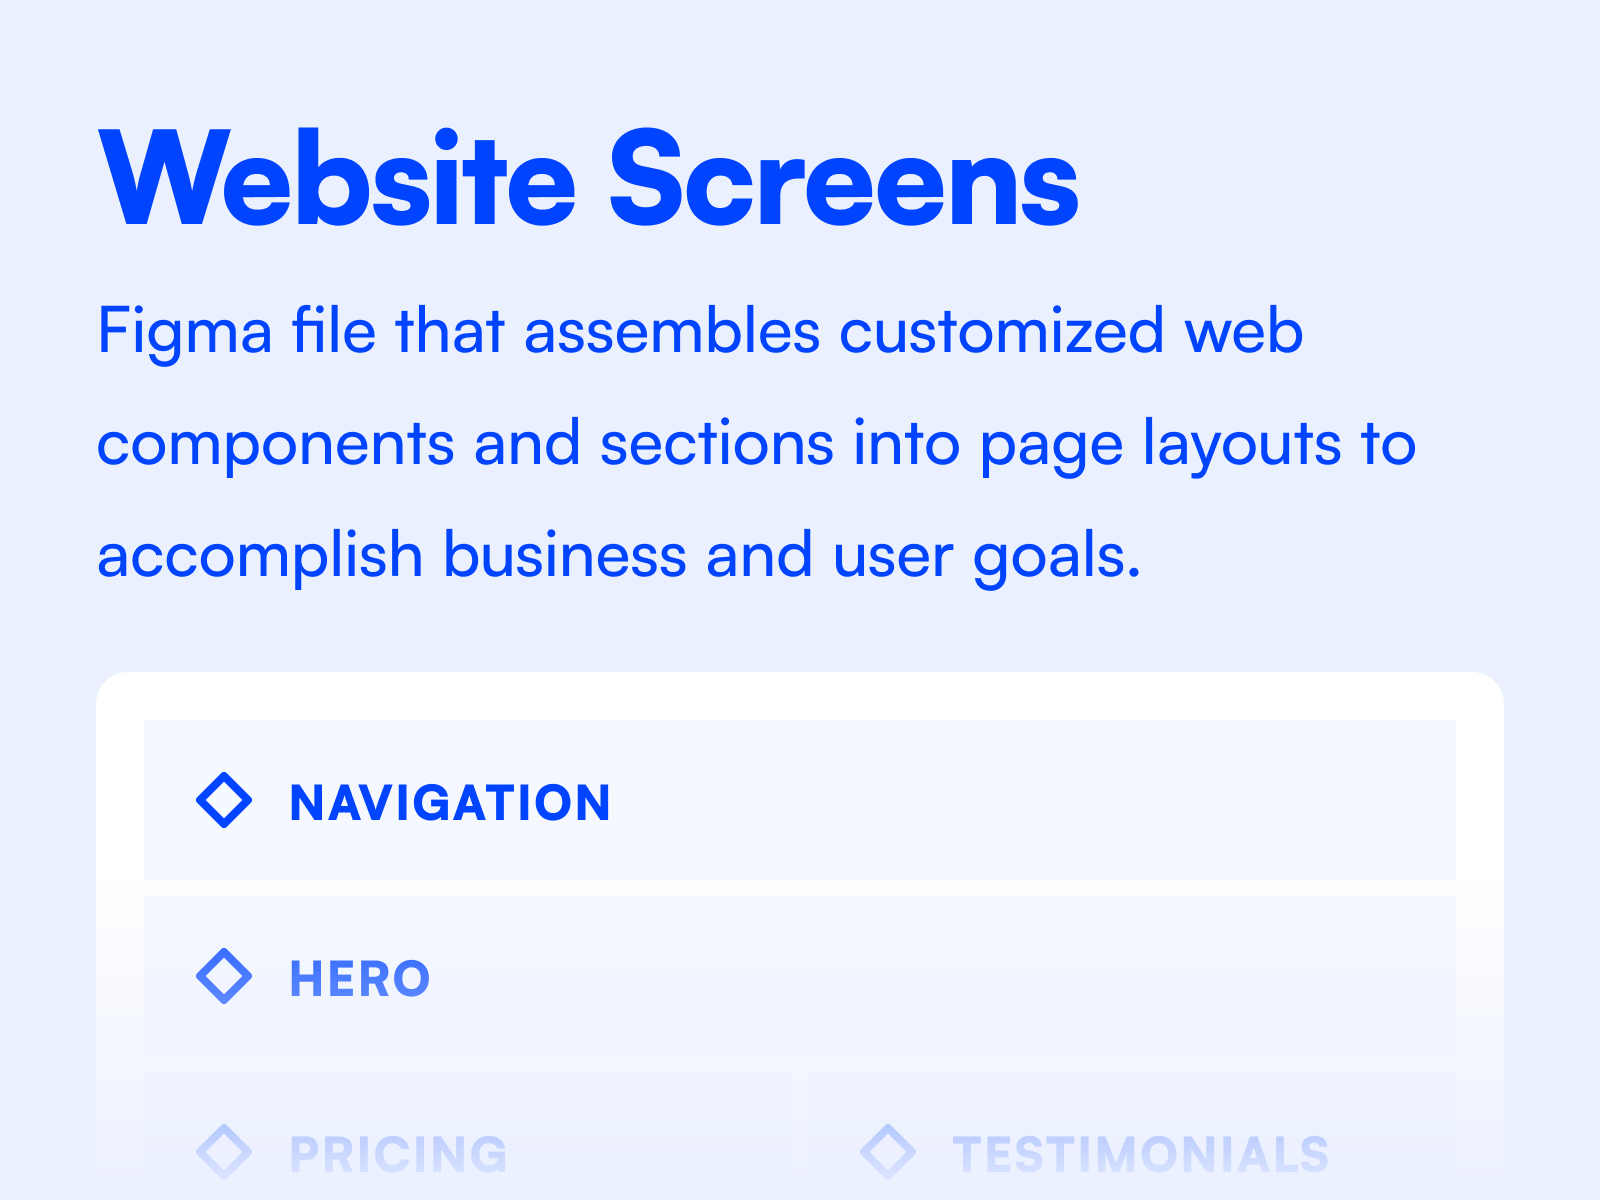 Website Screens
Figma file that assembles customized web
components and sections into page layouts to
accomplish business and user goals.
NAVIGATION
HERO
PRICING
TESTIMONIALS